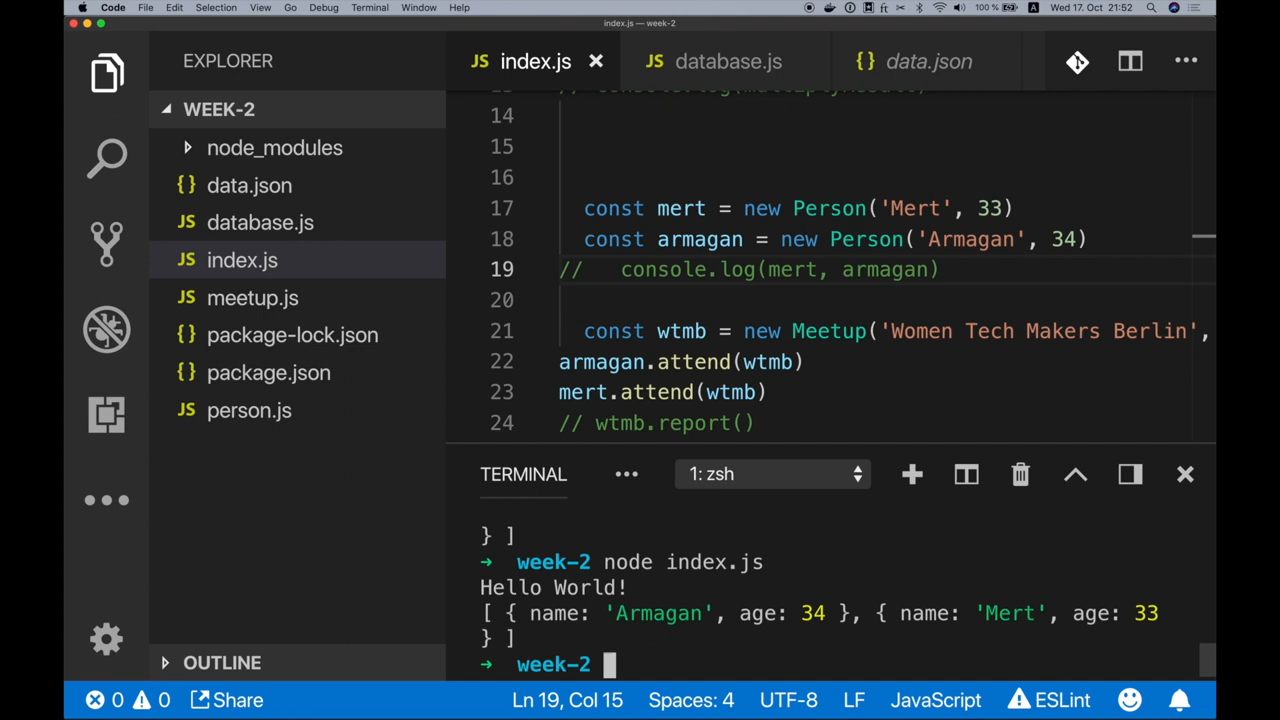 Code File Edit Selection View Go Debug Terminal Window Help 100 % A Wed 17. Oct 21:52
index.js — week-2
EXPLORER
WEEK-2
node_modules
{ } data.json
JS database.js
JS index.js
JS meetup.js
{ } package-lock.json
{ } package.json
JS person.js
OUTLINE
JS index.js JS database.js { } data.json
14
15
16
17 const mert = new Person('Mert', 33)
18 const armagan = new Person('Armagan', 34)
19 // console.log(mert, armagan)
20
21 const wtmb = new Meetup('Women Tech Makers Berlin',
22 armagan.attend(wtmb)
23 mert.attend(wtmb)
24 // wtmb.report()
TERMINAL 1: zsh
} ]
➜ week-2 node index.js
Hello World!
[ { name: 'Armagan', age: 34 }, { name: 'Mert', age: 33
} ]
➜ week-2
0 0 Share Ln 19, Col 15 Spaces: 4 UTF-8 LF JavaScript ESLint